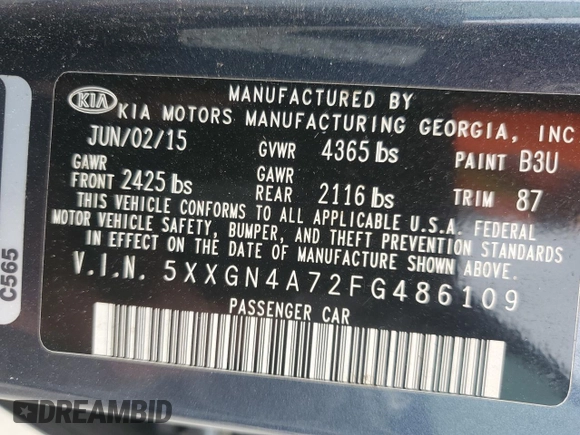 MANUFACTURED BY
KIA KIA MOTORS MANUFACTURING GEORGIA, INC
JUN/02/15 GVWR 4365 lbs PAINT B3U
GAWR FRONT 2425 lbs GAWR REAR 2116 lbs TRIM 87
THIS VEHICLE CONFORMS TO ALL APPLICABLE U.S.A. FEDERAL
MOTOR VEHICLE SAFETY, BUMPER, AND THEFT PREVENTION STANDARDS
IN EFFECT ON THE DATE OF MANUFACTURE SHOWN ABOVE.
V.I.N. 5XXGN4A72FG486109
PASSENGER CAR
C565
DREAMBID